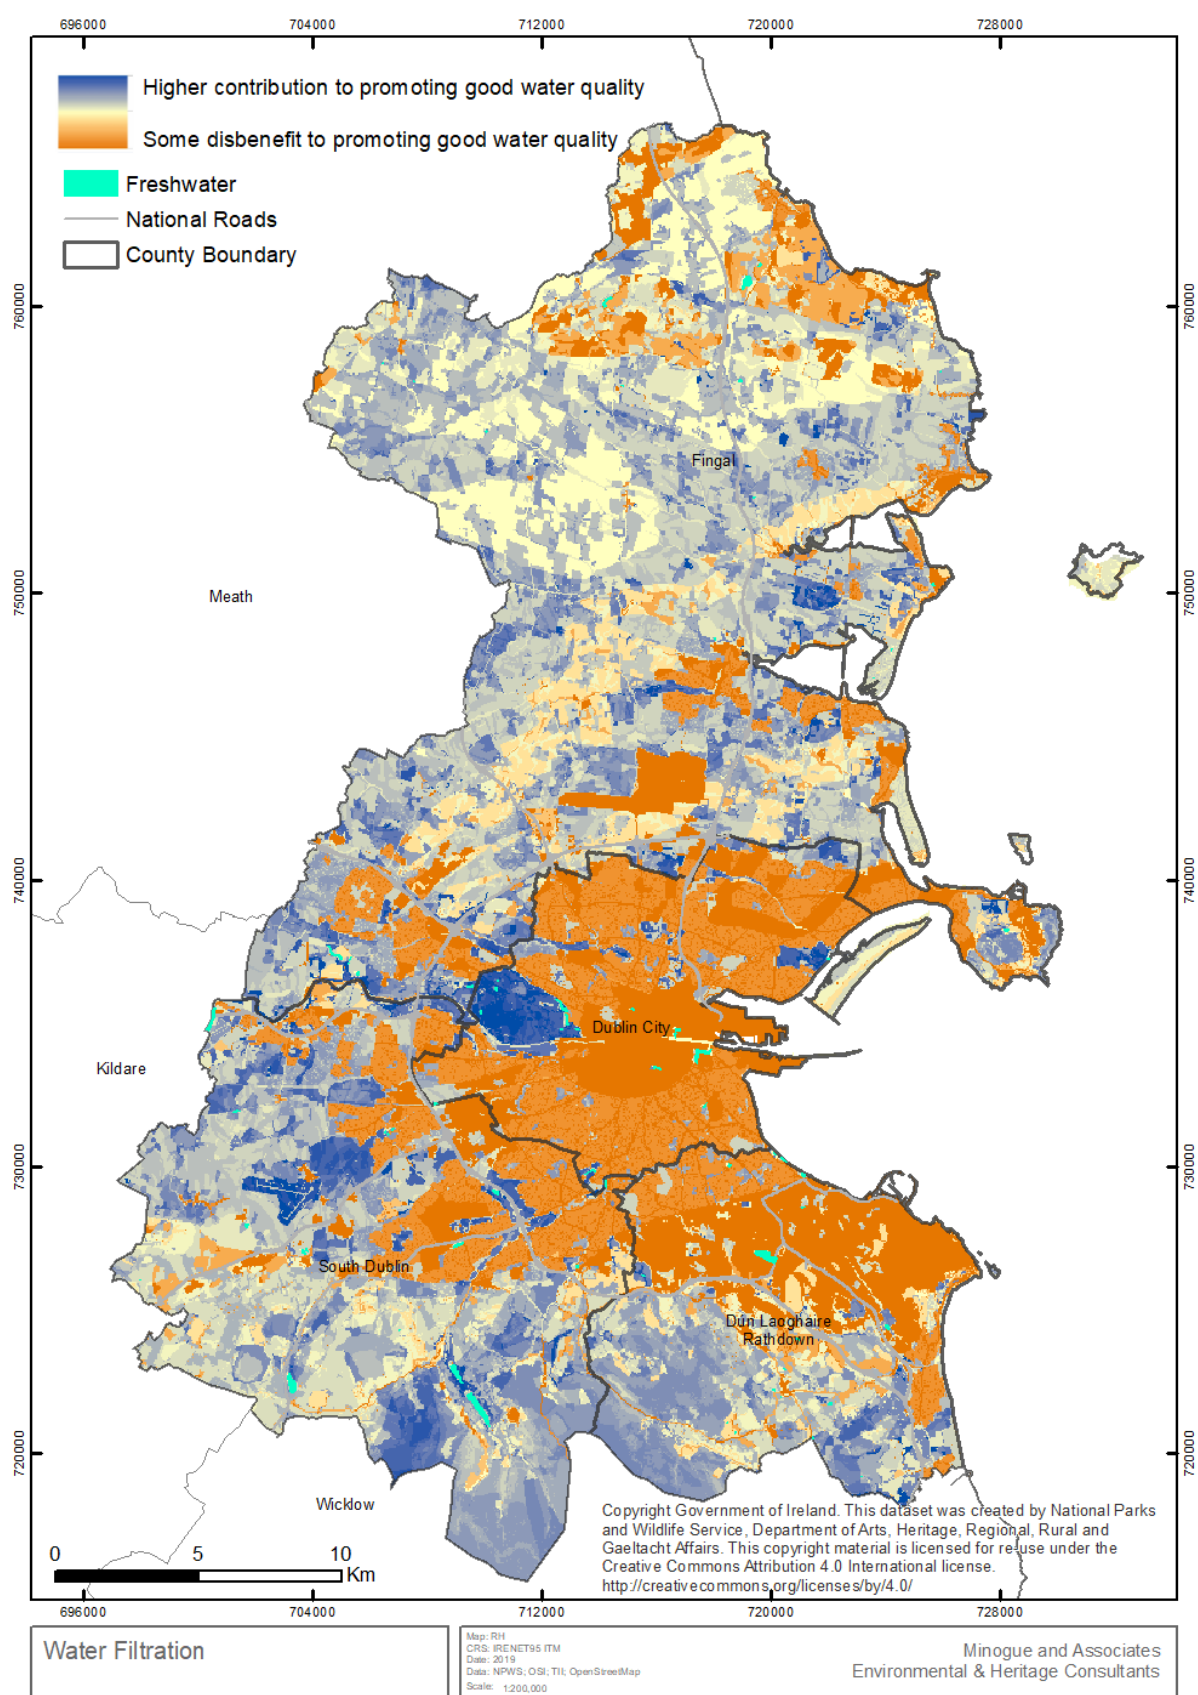 696000 704000 712000 720000 728000
Higher contribution to promoting good water quality
Some disbenefit to promoting good water quality
Freshwater
National Roads
County Boundary
760000
760000
Fingal
Meath
750000
750000
740000
740000
Dublin City
Kildare
730000
730000
South Dublin
Dún Laoghaire
Rathdown
720000
720000
Wicklow
Copyright Government of Ireland. This dataset was created by National Parks
and Wildlife Service, Department of Arts, Heritage, Regional, Rural and
Gaeltacht Affairs. This copyright material is licensed for re-use under the
Creative Commons Attribution 4.0 International license.
http://creativecommons.org/licenses/by/4.0/
0 5 10
Km
696000 704000 712000 720000 728000
Water Filtration
Map: RH
CRS: IRENET95 ITM
Date: 2019
Data: NPWS; OSI; TII; OpenStreetMap
Scale: 1:200,000
Minogue and Associates
Environmental & Heritage Consultants